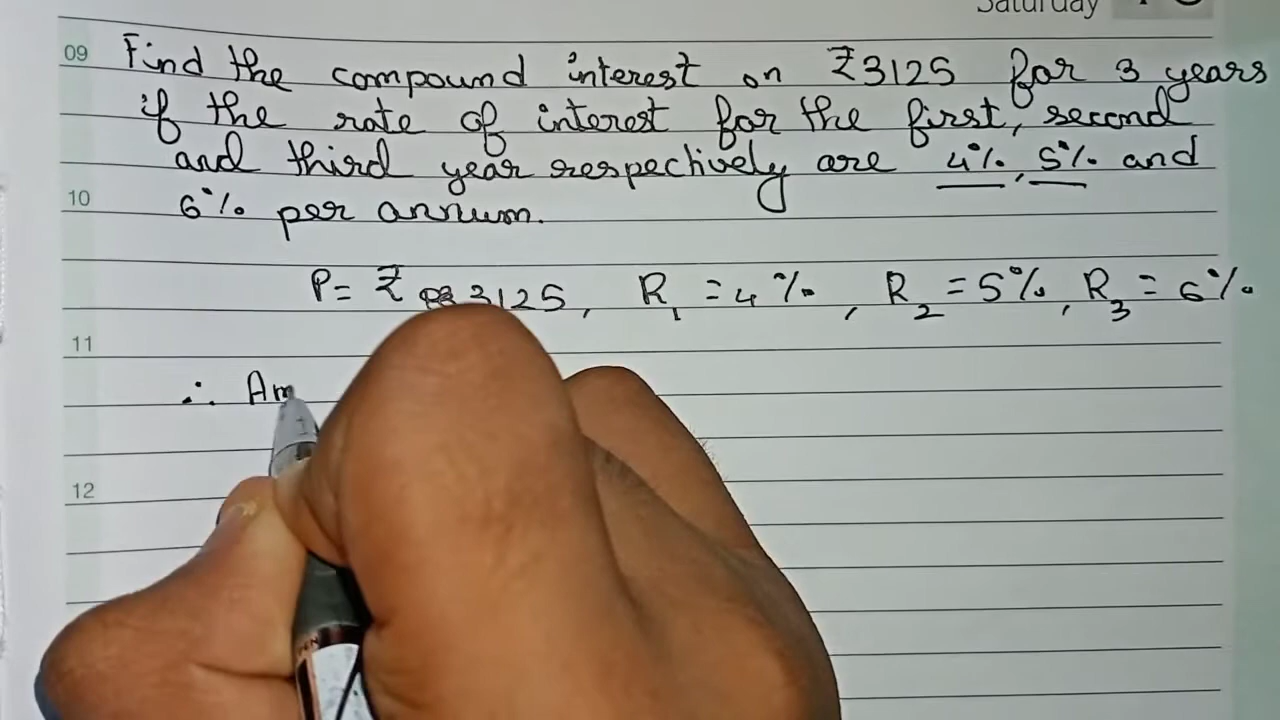 Saturday
09 Find the compound interest on ₹3125 for 3 years
if the rate of interest for the first, second
and third year respectively are 4%, 5% and
10 6% per annum.
P = ₹ 3125, R₁ = 4%, R₂ = 5%, R₃ = 6%.
11
∴ Am
12